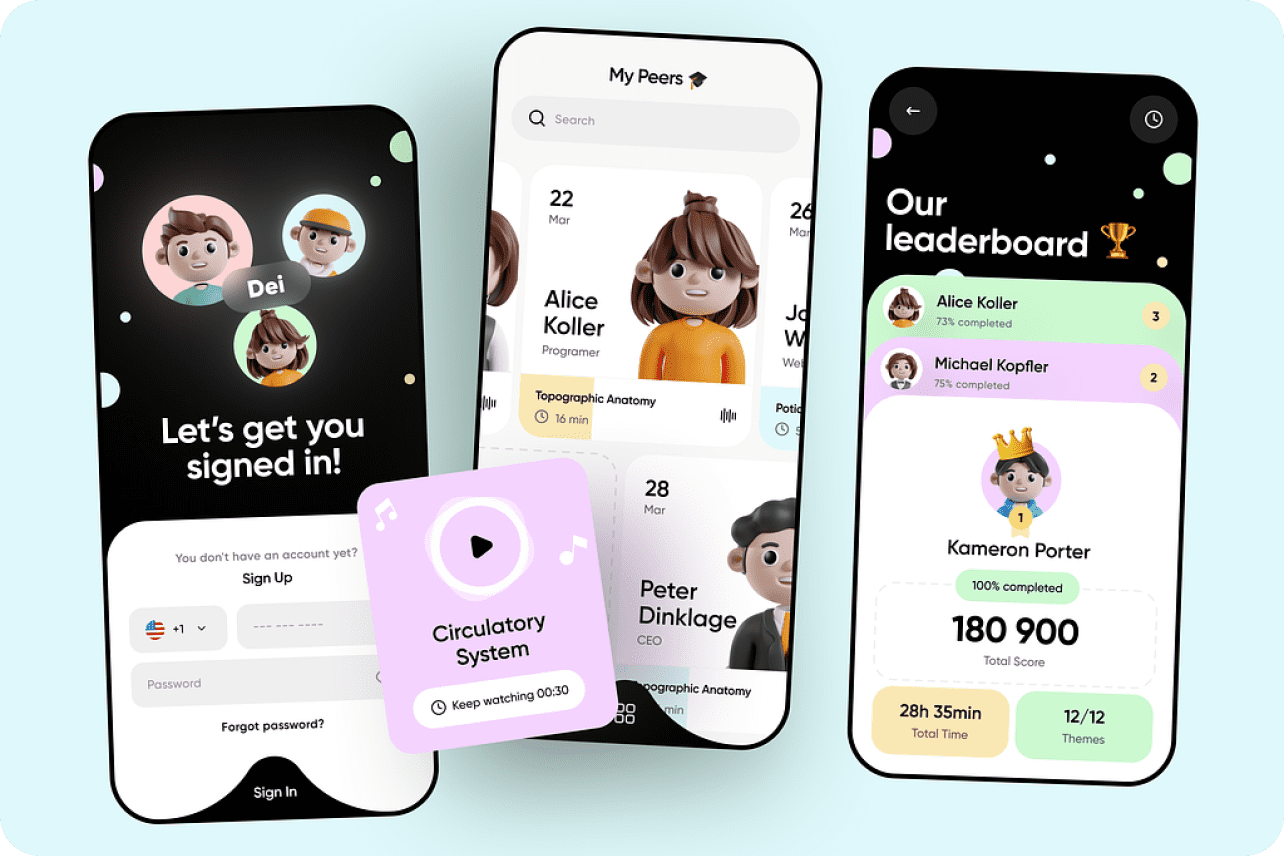 Dei
Let's get you
signed in!
You don't have an account yet?
Sign Up
+1
--- --- ----
Password
Forgot password?
Sign In
Circulatory
System
Keep watching 00:30
My Peers
Search
22
Mar
Alice
Koller
Programer
Topographic Anatomy
16 min
26
Mar
28
Mar
Peter
Dinklage
CEO
Topographic Anatomy
min
Our
leaderboard
Alice Koller
73% completed
3
Michael Kopfler
75% completed
2
1
Kameron Porter
100% completed
180 900
Total Score
28h 35min
Total Time
12/12
Themes